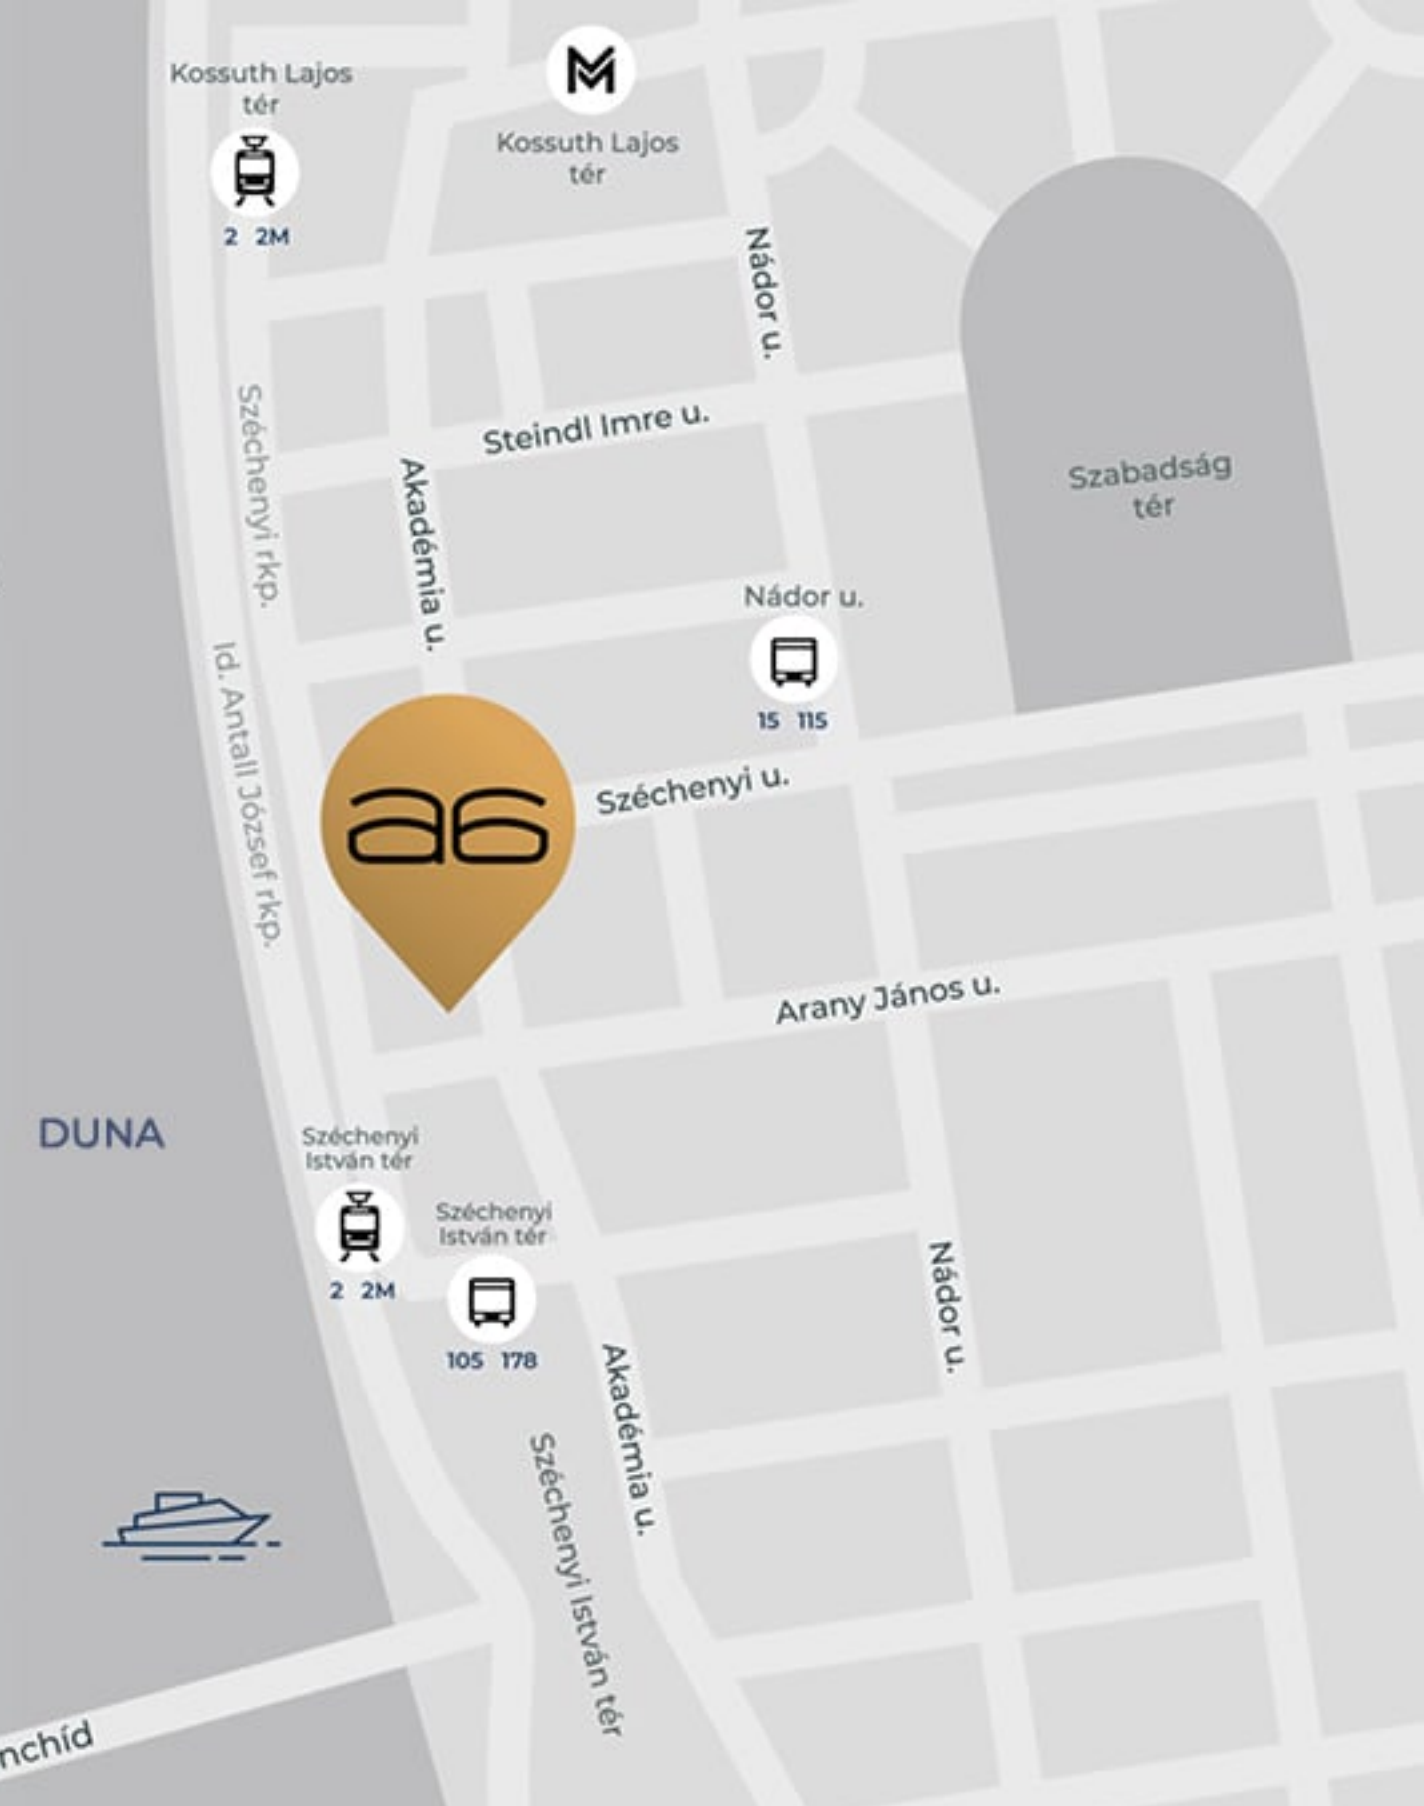 Kossuth Lajos
tér
2 2M
M
Kossuth Lajos
tér
Nádor u.
Steindl Imre u.
Széchenyi rkp.
Akadémia u.
Szabadság
tér
Nádor u.
15 115
Id. Antall József rkp.
a6
Széchenyi u.
Arany János u.
DUNA
Széchenyi
István tér
2 2M
Széchenyi
István tér
105 178
Nádor u.
Akadémia u.
Széchenyi István tér
nchíd